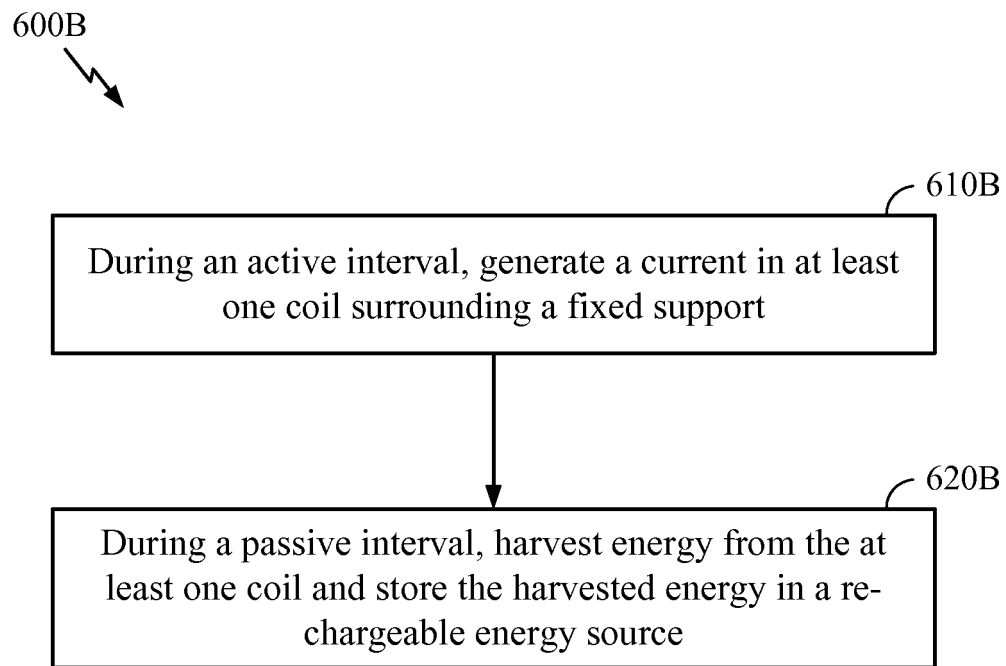 600B
610B
During an active interval, generate a current in at least
one coil surrounding a fixed support
620B
During a passive interval, harvest energy from the at
least one coil and store the harvested energy in a re-
chargeable energy source